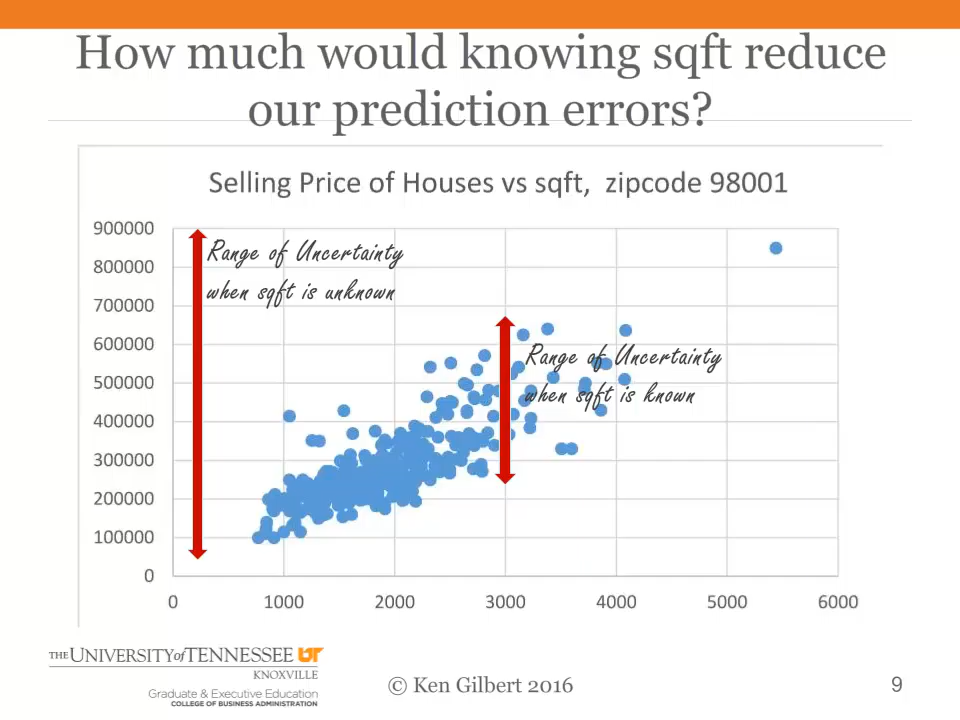 How much would knowing sqft reduce
our prediction errors?
Selling Price of Houses vs sqft, zipcode 98001
900000
800000
700000
600000
500000
400000
300000
200000
100000
0
Range of Uncertainty
when sqft is unknown
Range of Uncertainty
when sqft is known
0 1000 2000 3000 4000 5000 6000
THE UNIVERSITY of TENNESSEE UT
KNOXVILLE
Graduate & Executive Education
COLLEGE OF BUSINESS ADMINISTRATION
© Ken Gilbert 2016
9